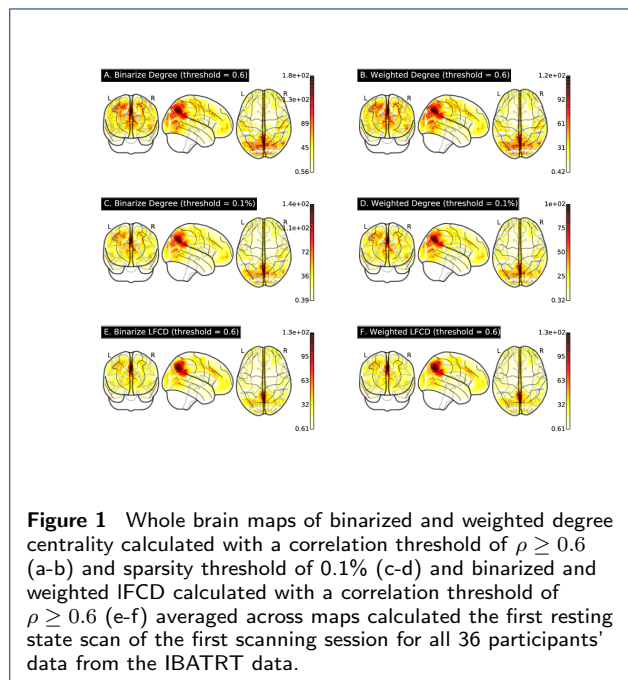 A. Binarize Degree (threshold = 0.6)
L R
1.8e+02
1.3e+02
89
45
0.56
B. Weighted Degree (threshold = 0.6)
L R
1.2e+02
92
61
31
0.42
C. Binarize Degree (threshold = 0.1%)
L R
1.4e+02
1.1e+02
72
36
0.39
D. Weighted Degree (threshold = 0.1%)
L R
1e+02
75
50
25
0.32
E. Binarize LFCD (threshold = 0.6)
L R
1.3e+02
95
63
32
0.61
F. Weighted LFCD (threshold = 0.6)
L R
1.3e+02
95
63
32
0.61
Figure 1 Whole brain maps of binarized and weighted degree
centrality calculated with a correlation threshold of ρ ≥ 0.6
(a-b) and sparsity threshold of 0.1% (c-d) and binarized and
weighted lFCD calculated with a correlation threshold of
ρ ≥ 0.6 (e-f) averaged across maps calculated the first resting
state scan of the first scanning session for all 36 participants'
data from the IBATRT data.